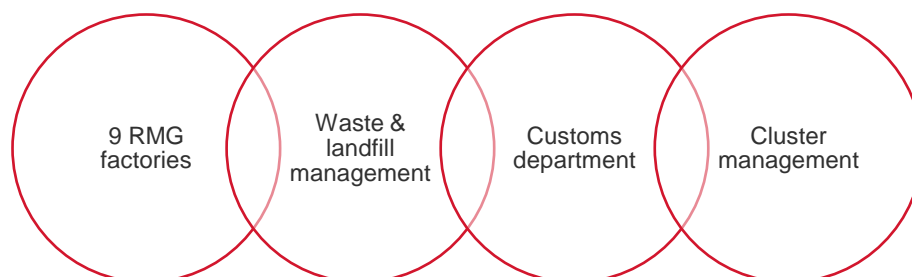 9 RMG
factories
Waste &
landfill
management
Customs
department
Cluster
management